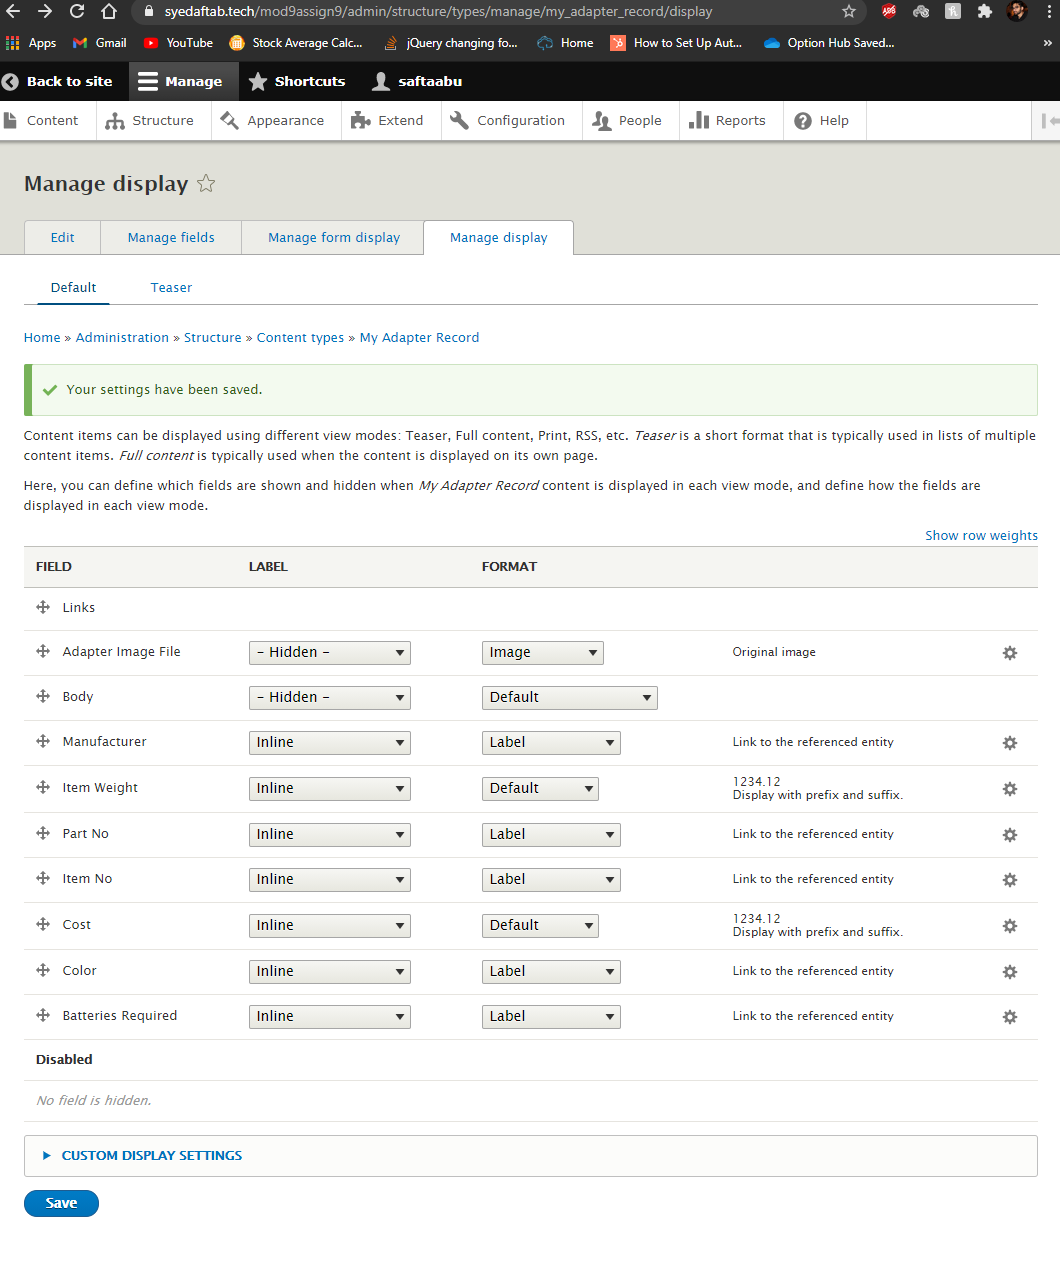 syedaftab.tech/mod9assign9/admin/structure/types/manage/my_adapter_record/display
Apps Gmail YouTube Stock Average Calc... jQuery changing fo... Home How to Set Up Aut... Option Hub Saved... »
Back to site Manage Shortcuts saftaabu
Content Structure Appearance Extend Configuration People Reports Help
Manage display
Edit Manage fields Manage form display Manage display
Default Teaser
Home » Administration » Structure » Content types » My Adapter Record
Your settings have been saved.
Content items can be displayed using different view modes: Teaser, Full content, Print, RSS, etc. Teaser is a short format that is typically used in lists of multiple
content items. Full content is typically used when the content is displayed on its own page.
Here, you can define which fields are shown and hidden when My Adapter Record content is displayed in each view mode, and define how the fields are
displayed in each view mode.
Show row weights
FIELD LABEL FORMAT
Links
Adapter Image File - Hidden - Image Original image
Body - Hidden - Default
Manufacturer Inline Label Link to the referenced entity
Item Weight Inline Default 1234.12
Display with prefix and suffix.
Part No Inline Label Link to the referenced entity
Item No Inline Label Link to the referenced entity
Cost Inline Default 1234.12
Display with prefix and suffix.
Color Inline Label Link to the referenced entity
Batteries Required Inline Label Link to the referenced entity
Disabled
No field is hidden.
CUSTOM DISPLAY SETTINGS
Save